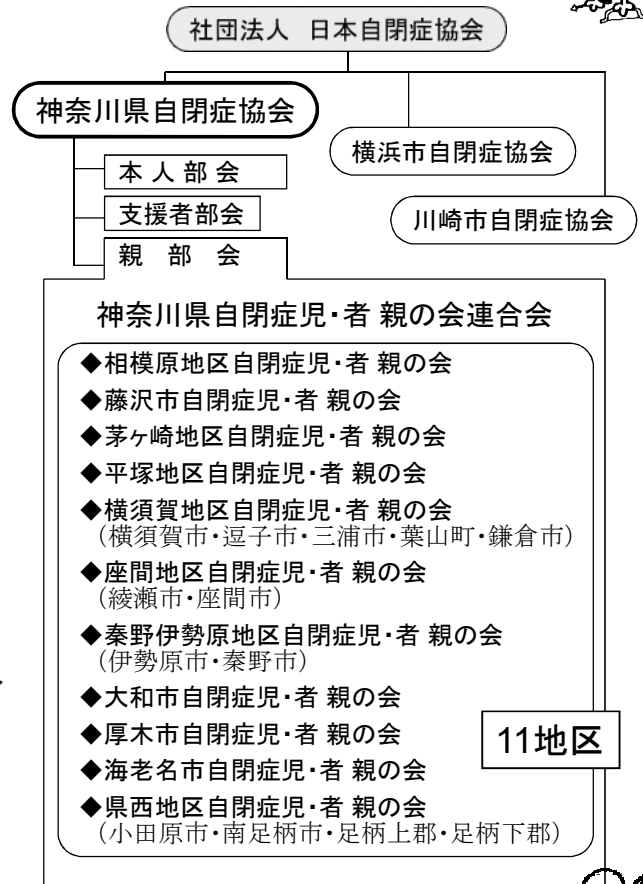 社団法人 日本自閉症協会
神奈川県自閉症協会
横浜市自閉症協会
川崎市自閉症協会
本人部会
支援者部会
親部会
神奈川県自閉症児・者 親の会連合会
◆相模原地区自閉症児・者 親の会
◆藤沢市自閉症児・者 親の会
◆茅ヶ崎地区自閉症児・者 親の会
◆平塚地区自閉症児・者 親の会
◆横須賀地区自閉症児・者 親の会
（横須賀市・逗子市・三浦市・葉山町・鎌倉市）
◆座間地区自閉症児・者 親の会
（綾瀬市・座間市）
◆秦野伊勢原地区自閉症児・者 親の会
（伊勢原市・秦野市）
◆大和市自閉症児・者 親の会
◆厚木市自閉症児・者 親の会
◆海老名市自閉症児・者 親の会
◆県西地区自閉症児・者 親の会
（小田原市・南足柄市・足柄上郡・足柄下郡）
11地区